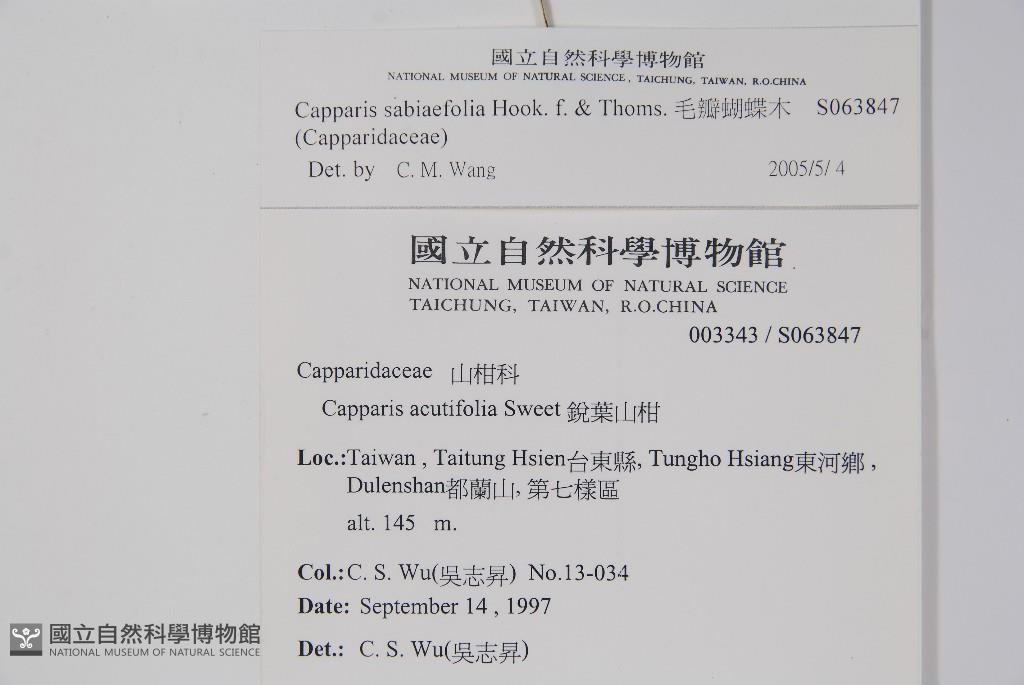 國立自然科學博物館
NATIONAL MUSEUM OF NATURAL SCIENCE, TAICHUNG, TAIWAN, R.O.CHINA
Capparis sabiaefolia Hook. f. & Thoms. 毛瓣蝴蝶木 S063847
(Capparidaceae)
Det. by C. M. Wang 2005/5/ 4
國立自然科學博物館
NATIONAL MUSEUM OF NATURAL SCIENCE
TAICHUNG, TAIWAN, R.O.CHINA
003343 / S063847
Capparidaceae 山柑科
Capparis acutifolia Sweet 銳葉山柑
Loc.:Taiwan , Taitung Hsien台東縣, Tungho Hsiang東河鄉 ,
Dulenshan都蘭山, 第七樣區
alt. 145 m.
Col.:C. S. Wu(吳志昇) No.13-034
Date: September 14 , 1997
Det.: C. S. Wu(吳志昇)
國立自然科學博物館
NATIONAL MUSEUM OF NATURAL SCIENCE